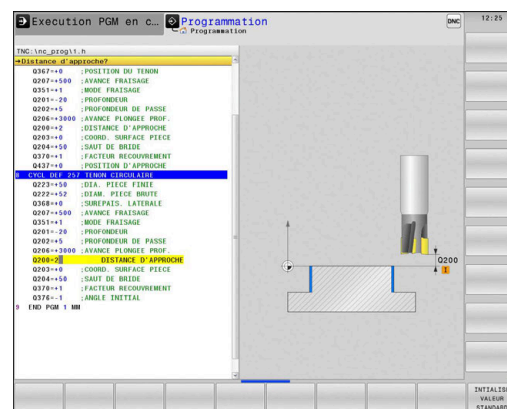 Execution PGM en c...
Programmation
Programmation
DNC
12:25
TNC:\nc_prog\1.h
→Distance d'approche?
Q367=+0 ;POSITION DU TENON
Q207=+500 ;AVANCE FRAISAGE
Q351=+1 ;MODE FRAISAGE
Q201=-20 ;PROFONDEUR
Q202=+5 ;PROFONDEUR DE PASSE
Q206=+3000 ;AVANCE PLONGEE PROF.
Q200=+2 ;DISTANCE D'APPROCHE
Q203=+0 ;COORD. SURFACE PIECE
Q204=+50 ;SAUT DE BRIDE
Q370=+1 ;FACTEUR RECOUVREMENT
Q437=+0 ;POSITION D'APPROCHE
8 CYCL DEF 257 TENON CIRCULAIRE
Q223=+50 ;DIA. PIECE FINIE
Q222=+52 ;DIAM. PIECE BRUTE
Q368=+0 ;SUREPAIS. LATERALE
Q207=+500 ;AVANCE FRAISAGE
Q351=+1 ;MODE FRAISAGE
Q201=-20 ;PROFONDEUR
Q202=+5 ;PROFONDEUR DE PASSE
Q206=+3000 ;AVANCE PLONGEE PROF.
Q200=2 DISTANCE D'APPROCHE
Q203=+0 ;COORD. SURFACE PIECE
Q204=+50 ;SAUT DE BRIDE
Q370=+1 ;FACTEUR RECOUVREMENT
Q376=-1 ;ANGLE INITIAL
9 END PGM 1 MM
Q200
I
INTIALISE
VALEUR
STANDARD